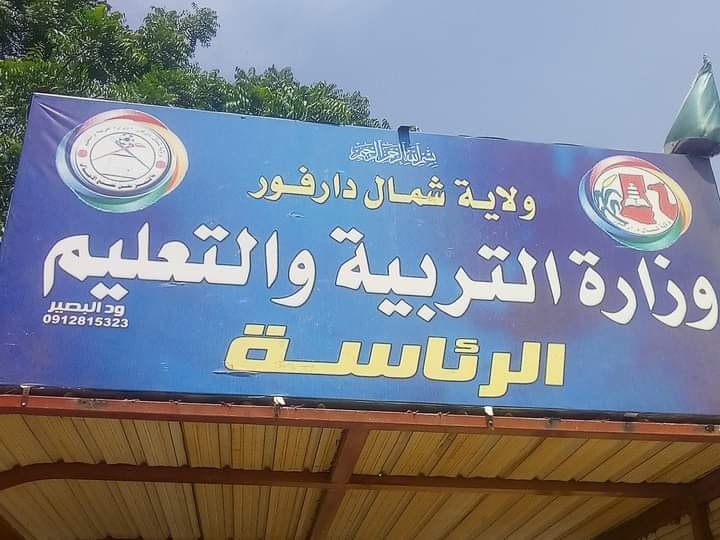 بسم الله الرحمن الرحيم
ولاية شمال دارفور
وزارة التربية والتعليم
ود البصير
0912815323
الرئاسة